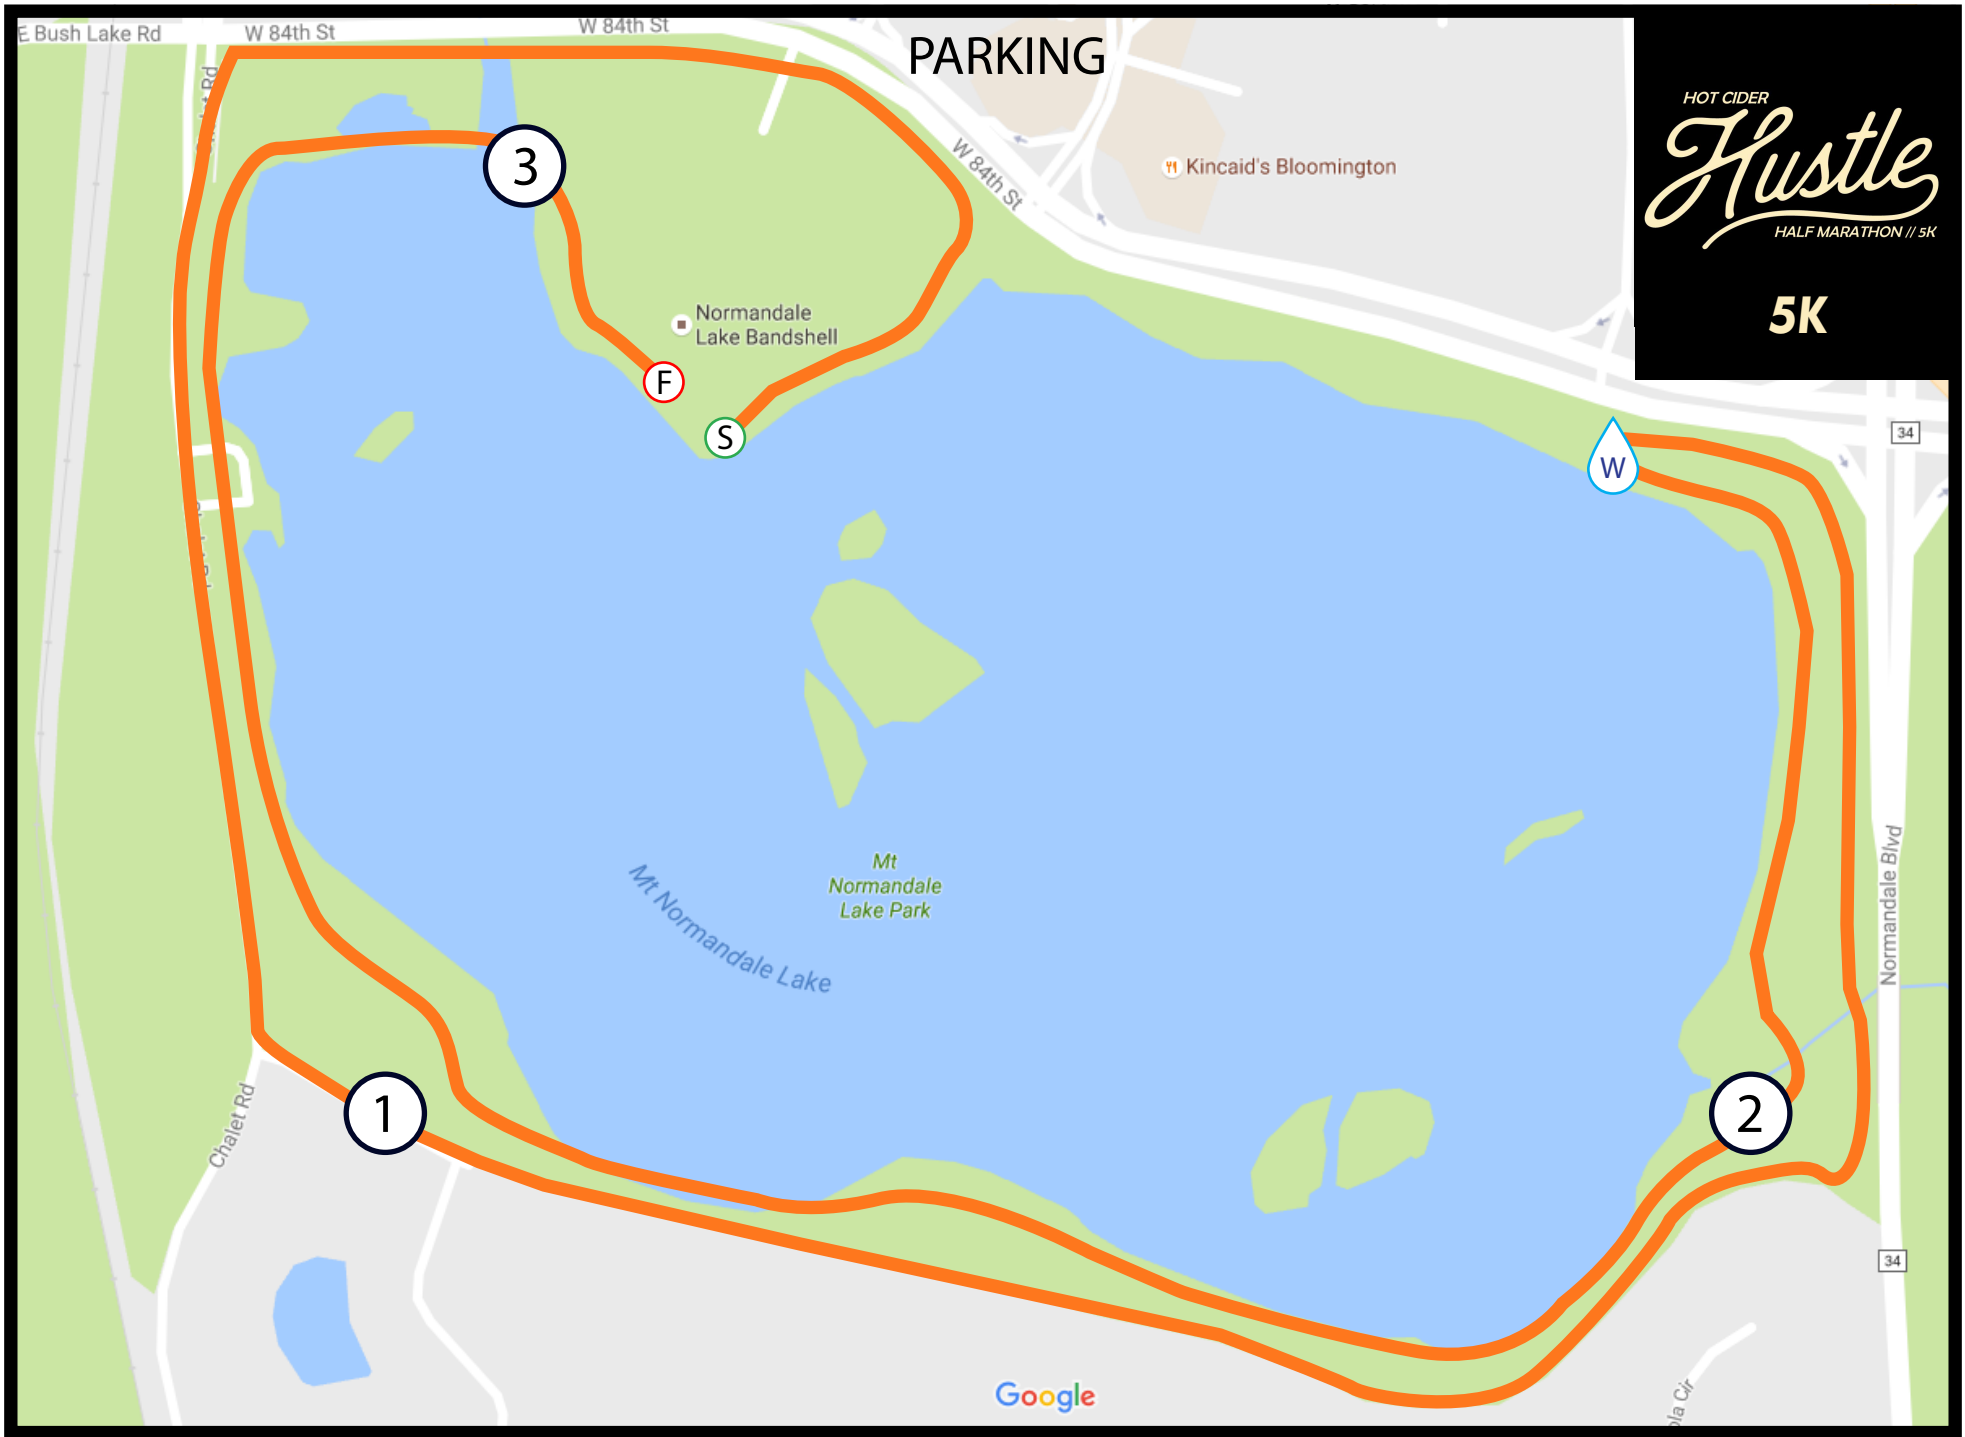 E Bush Lake Rd
W 84th St
W 84th St
PARKING
HOT CIDER
Hustle
HALF MARATHON // 5K
5K
3
W 84th St
Kincaid's Bloomington
Normandale
Lake Bandshell
F
S
34
W
Mt
Normandale
Lake Park
Mt Normandale Lake
Normandale Blvd
1
2
Chalet Rd
34
Google